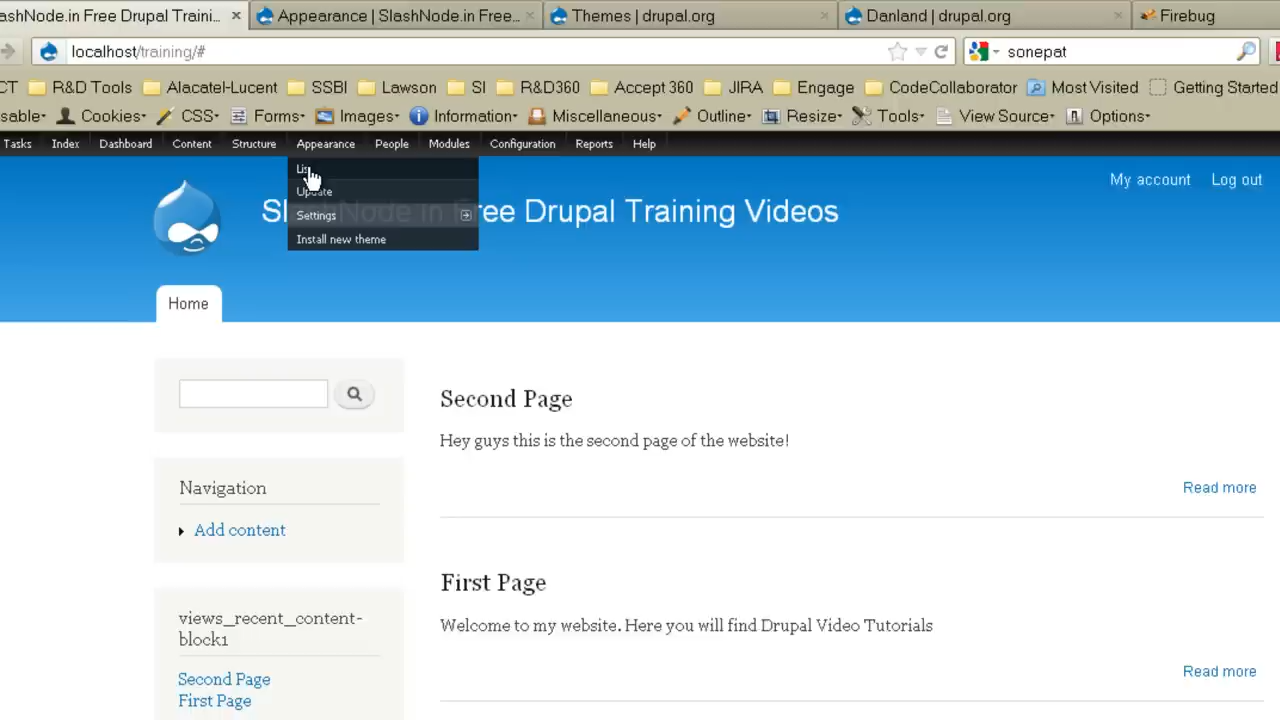 ashNode.in Free Drupal Traini... Appearance | SlashNode.in Free... Themes | drupal.org Danland | drupal.org Firebug
localhost/training/# sonepat
CT R&D Tools Alacatel-Lucent SSBI Lawson SI R&D360 Accept 360 JIRA Engage CodeCollaborator Most Visited Getting Started
sable Cookies CSS Forms Images Information Miscellaneous Outline Resize Tools View Source Options
Tasks Index Dashboard Content Structure Appearance People Modules Configuration Reports Help
Update
Settings
Install new theme
My account Log out
Free Drupal Training Videos
Home
Second Page
Hey guys this is the second page of the website!
Read more
Navigation
Add content
First Page
Welcome to my website. Here you will find Drupal Video Tutorials
Read more
views_recent_content-
block1
Second Page
First Page